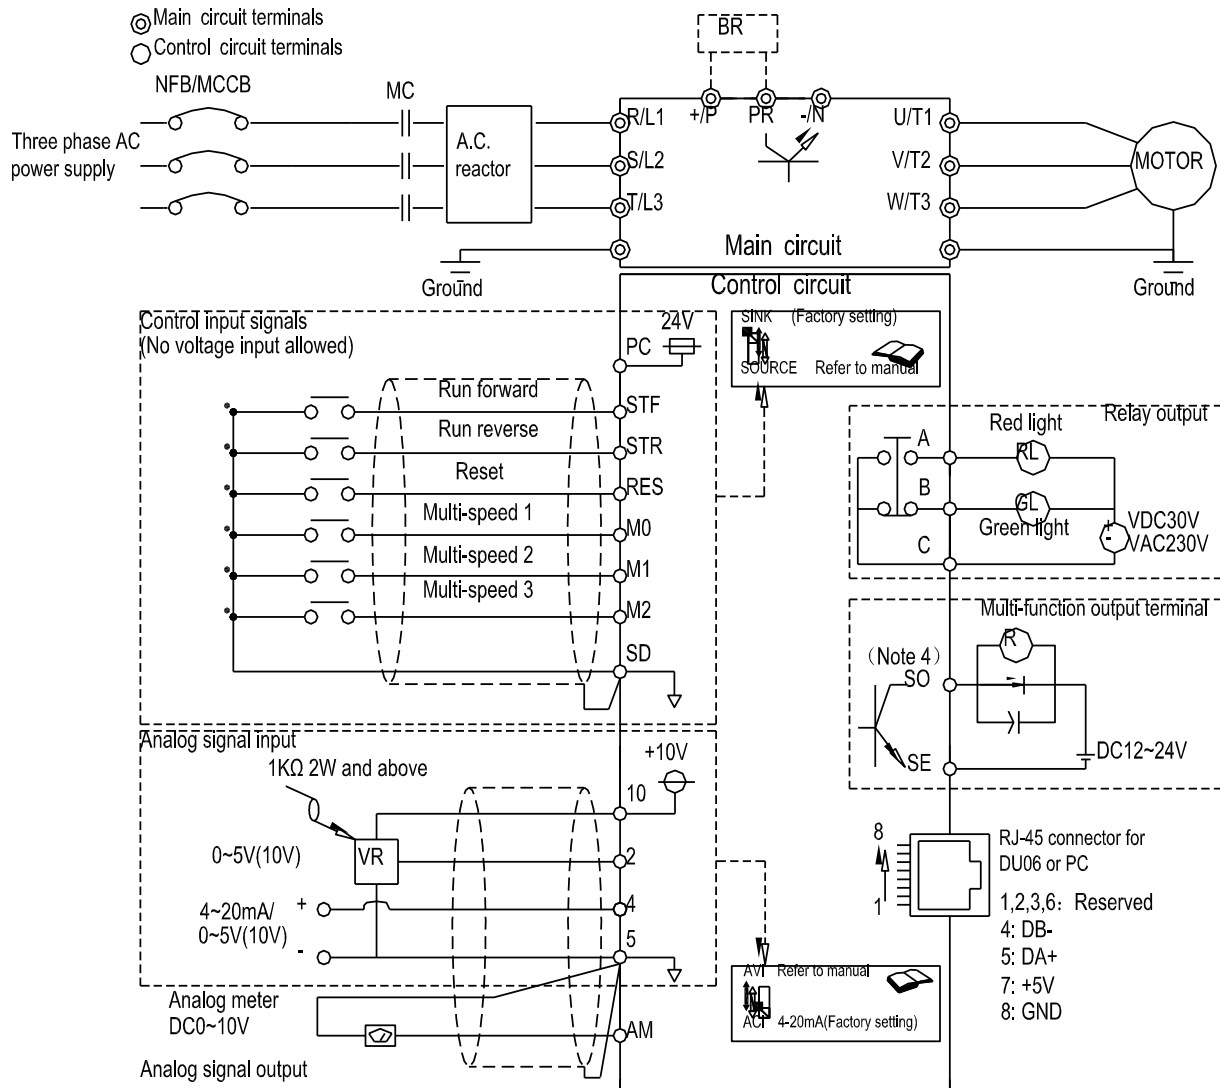 Main circuit terminals
Control circuit terminals
NFB/MCCB
MC
Three phase AC
power supply
A.C.
reactor
BR
R/L1
S/L2
T/L3
+/P
PR
-/N
U/T1
V/T2
W/T3
MOTOR
Main circuit
Ground
Ground
Control circuit
Control input signals
(No voltage input allowed)
24V
PC
SINK (Factory setting)
SOURCE Refer to manual
Run forward
STF
Run reverse
STR
Reset
RES
Multi-speed 1
M0
Multi-speed 2
M1
Multi-speed 3
M2
SD
Relay output
Red light
A
RL
B
GL
Green light
C
+
-
VDC30V
VAC230V
Multi-function output terminal
R
（Note 4）
SO
SE
DC12~24V
Analog signal input
1KΩ 2W and above
+10V
10
0~5V(10V)
VR
2
4~20mA/
0~5V(10V)
+
-
4
5
Analog meter
DC0~10V
AM
Analog signal output
AVI Refer to manual
ACI 4-20mA(Factory setting)
8
1
RJ-45 connector for
DU06 or PC
1,2,3,6： Reserved
4: DB-
5: DA+
7: +5V
8: GND